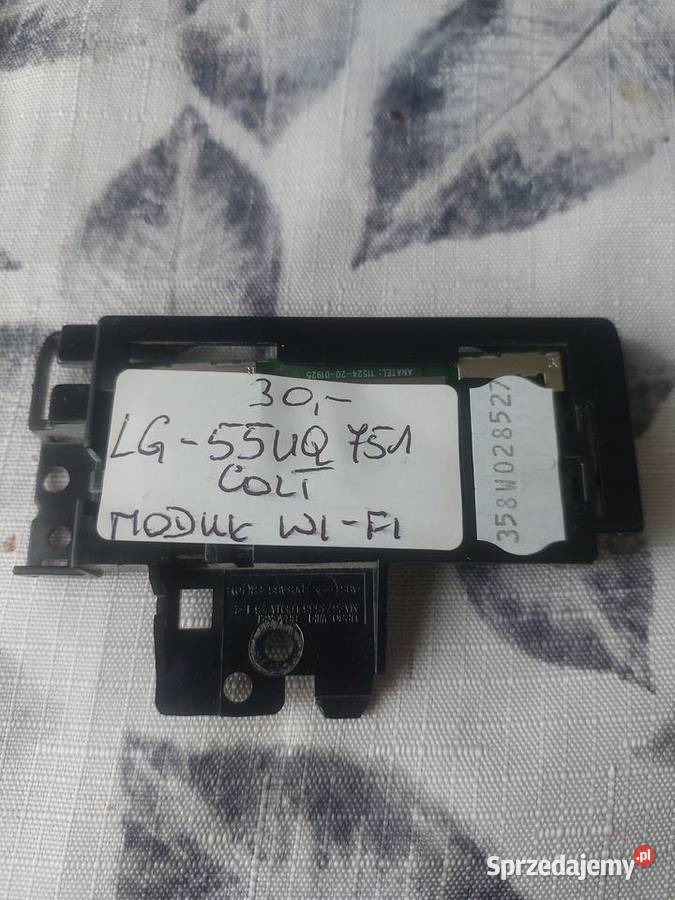 ANATEL: 11524-20-01925
30,-
LG-55UQ751
COLT
MODUŁ WI-FI
358W028527
Sprzedajemy.pl